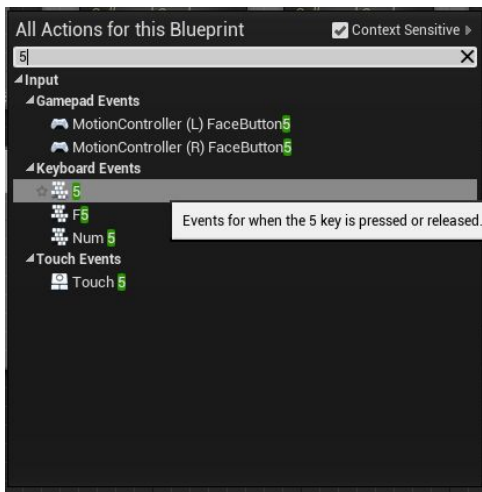 All Actions for this Blueprint Context Sensitive
5
Input
Gamepad Events
MotionController (L) FaceButton5
MotionController (R) FaceButton5
Keyboard Events
5
F5
Events for when the 5 key is pressed or released.
Num 5
Touch Events
Touch 5